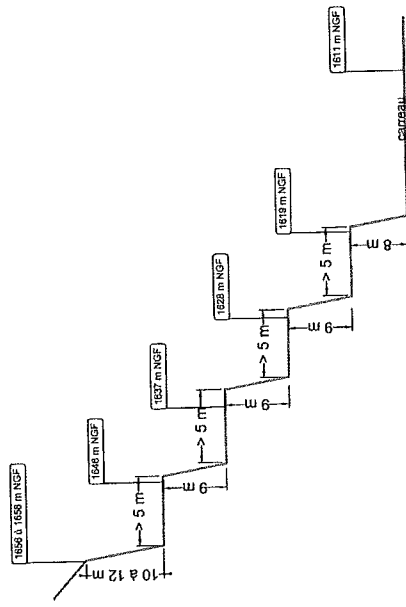 1656 à 1658 m NGF
10 à 12 m
1646 m NGF
> 5 m
9 m
1637 m NGF
> 5 m
9 m
1628 m NGF
> 5 m
9 m
1619 m NGF
> 5 m
8 m
1611 m NGF
carreau